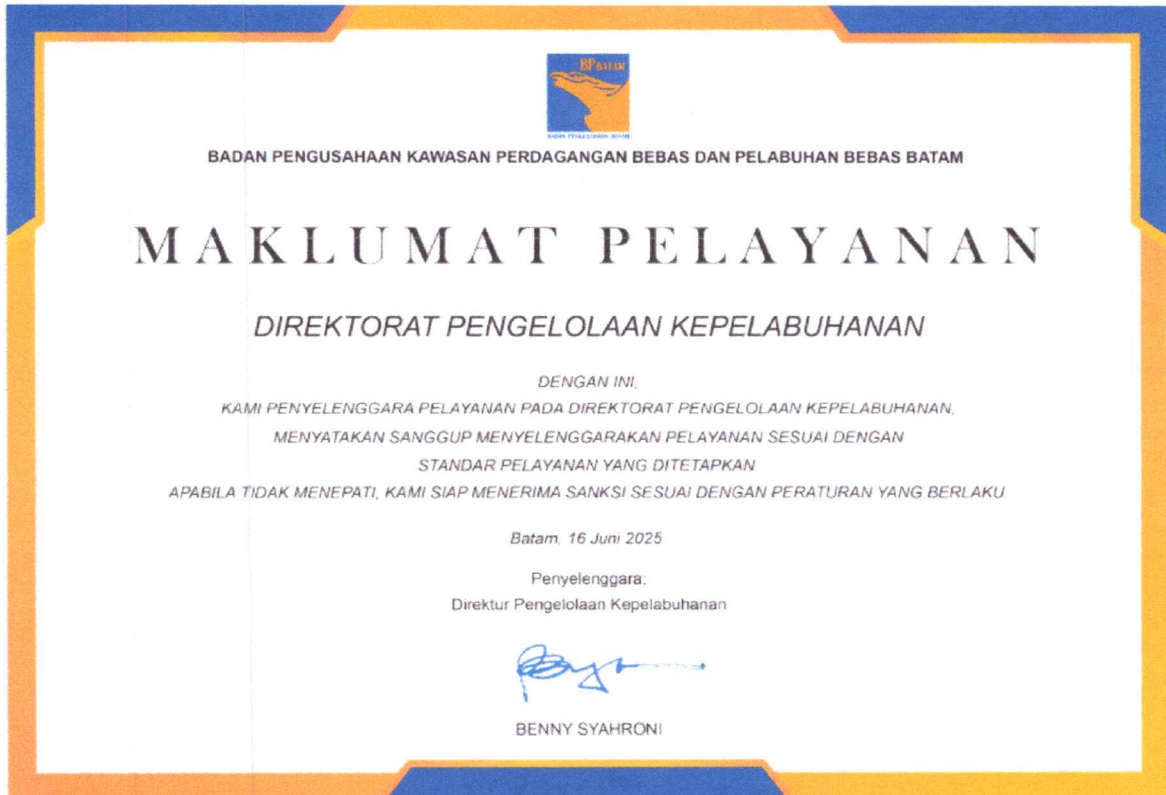 BP BATAM
BADAN PENGUSAHAAN BATAM
BADAN PENGUSAHAAN KAWASAN PERDAGANGAN BEBAS DAN PELABUHAN BEBAS BATAM
MAKLUMAT PELAYANAN
DIREKTORAT PENGELOLAAN KEPELABUHANAN
DENGAN INI,
KAMI PENYELENGGARA PELAYANAN PADA DIREKTORAT PENGELOLAAN KEPELABUHANAN,
MENYATAKAN SANGGUP MENYELENGGARAKAN PELAYANAN SESUAI DENGAN
STANDAR PELAYANAN YANG DITETAPKAN.
APABILA TIDAK MENEPATI, KAMI SIAP MENERIMA SANKSI SESUAI DENGAN PERATURAN YANG BERLAKU
Batam, 16 Juni 2025
Penyelenggara;
Direktur Pengelolaan Kepelabuhanan
BENNY SYAHRONI